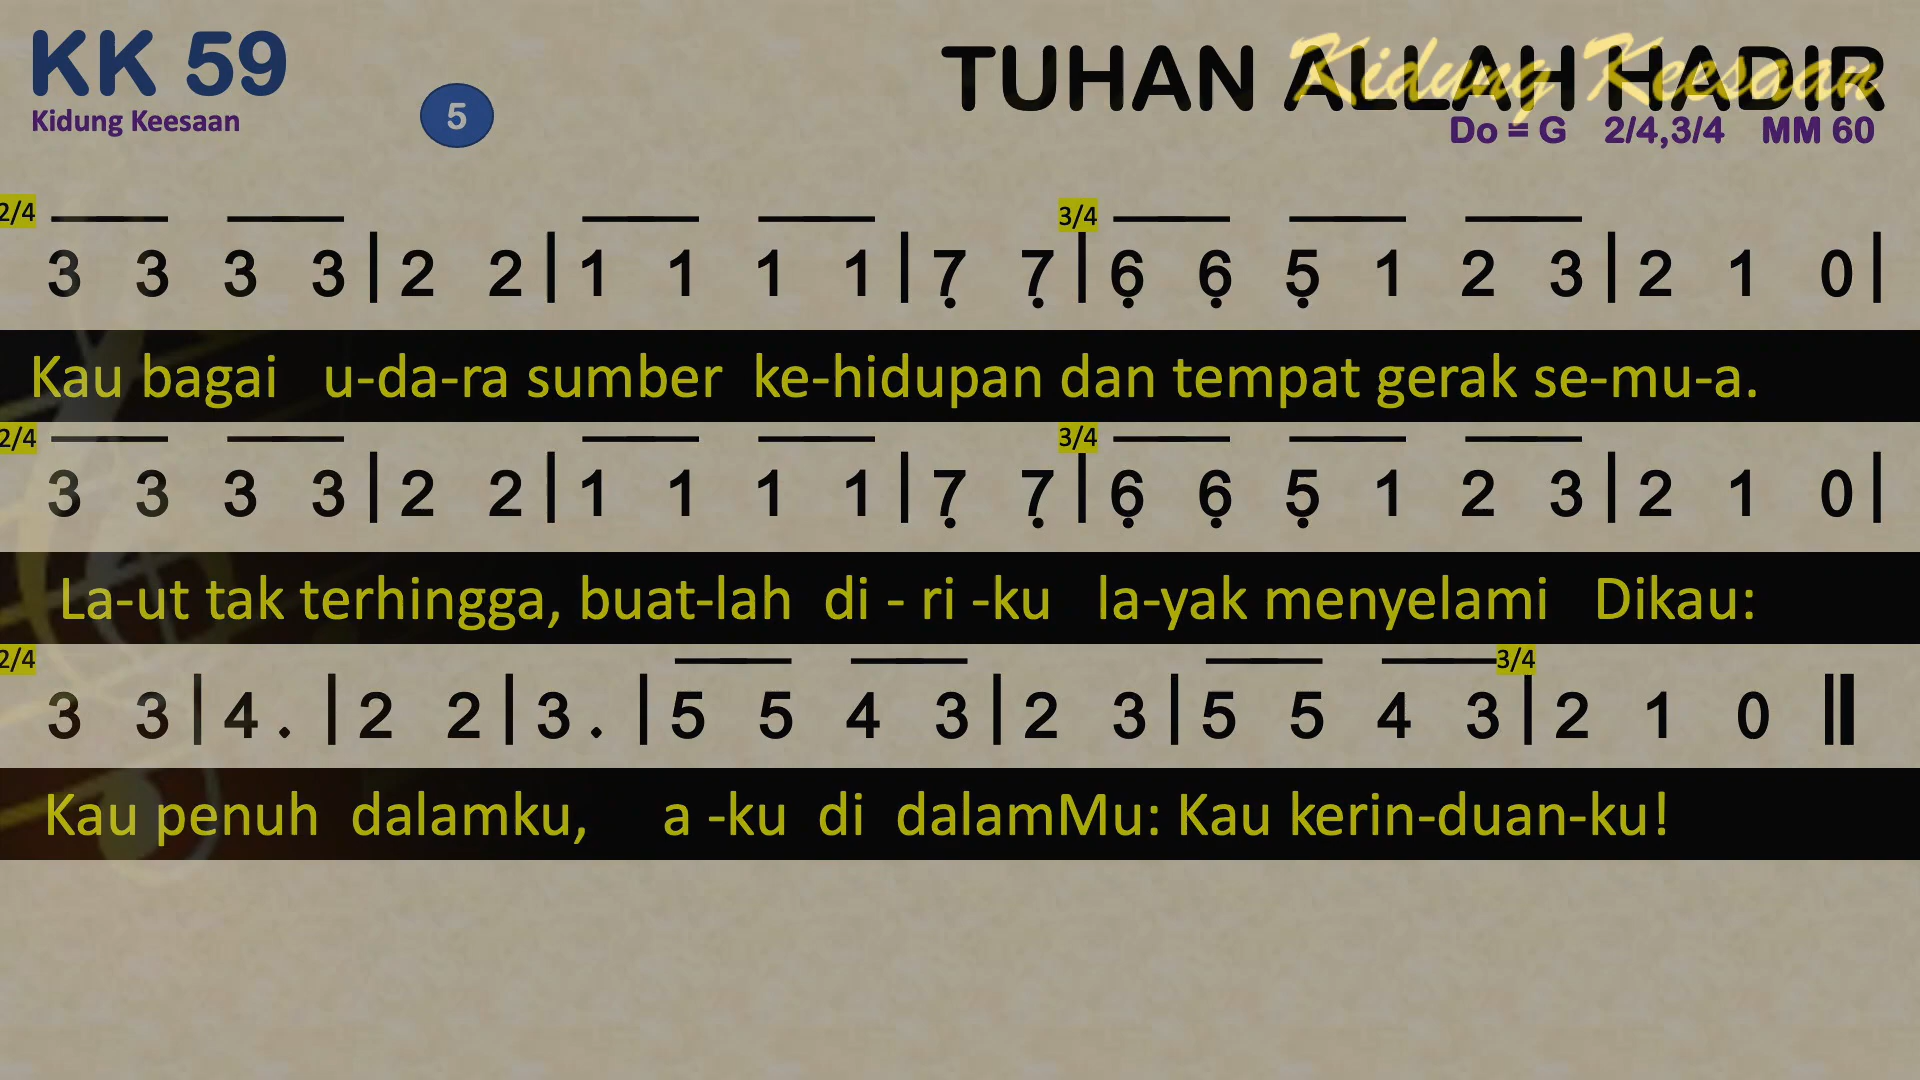 KK 59
Kidung Keesaan
5
TUHAN ALLAH HADIR
Kidung Keesaan
Do = G 2/4,3/4 MM 60
2/4 3/4
3 3 3 3 | 2 2 | 1 1 1 1 | 7̣ 7̣ | 6̣ 6̣ 5̣ 1 2 3 | 2 1 0 |
Kau bagai u-da-ra sumber ke-hidupan dan tempat gerak se-mu-a.
2/4 3/4
3 3 3 3 | 2 2 | 1 1 1 1 | 7̣ 7̣ | 6̣ 6̣ 5̣ 1 2 3 | 2 1 0 |
La-ut tak terhingga, buat-lah di - ri -ku la-yak menyelami Dikau:
2/4 3/4
3 3 | 4 . | 2 2 | 3 . | 5 5 4 3 | 2 3 | 5 5 4 3 | 2 1 0 ||
Kau penuh dalamku, a -ku di dalamMu: Kau kerin-duan-ku!